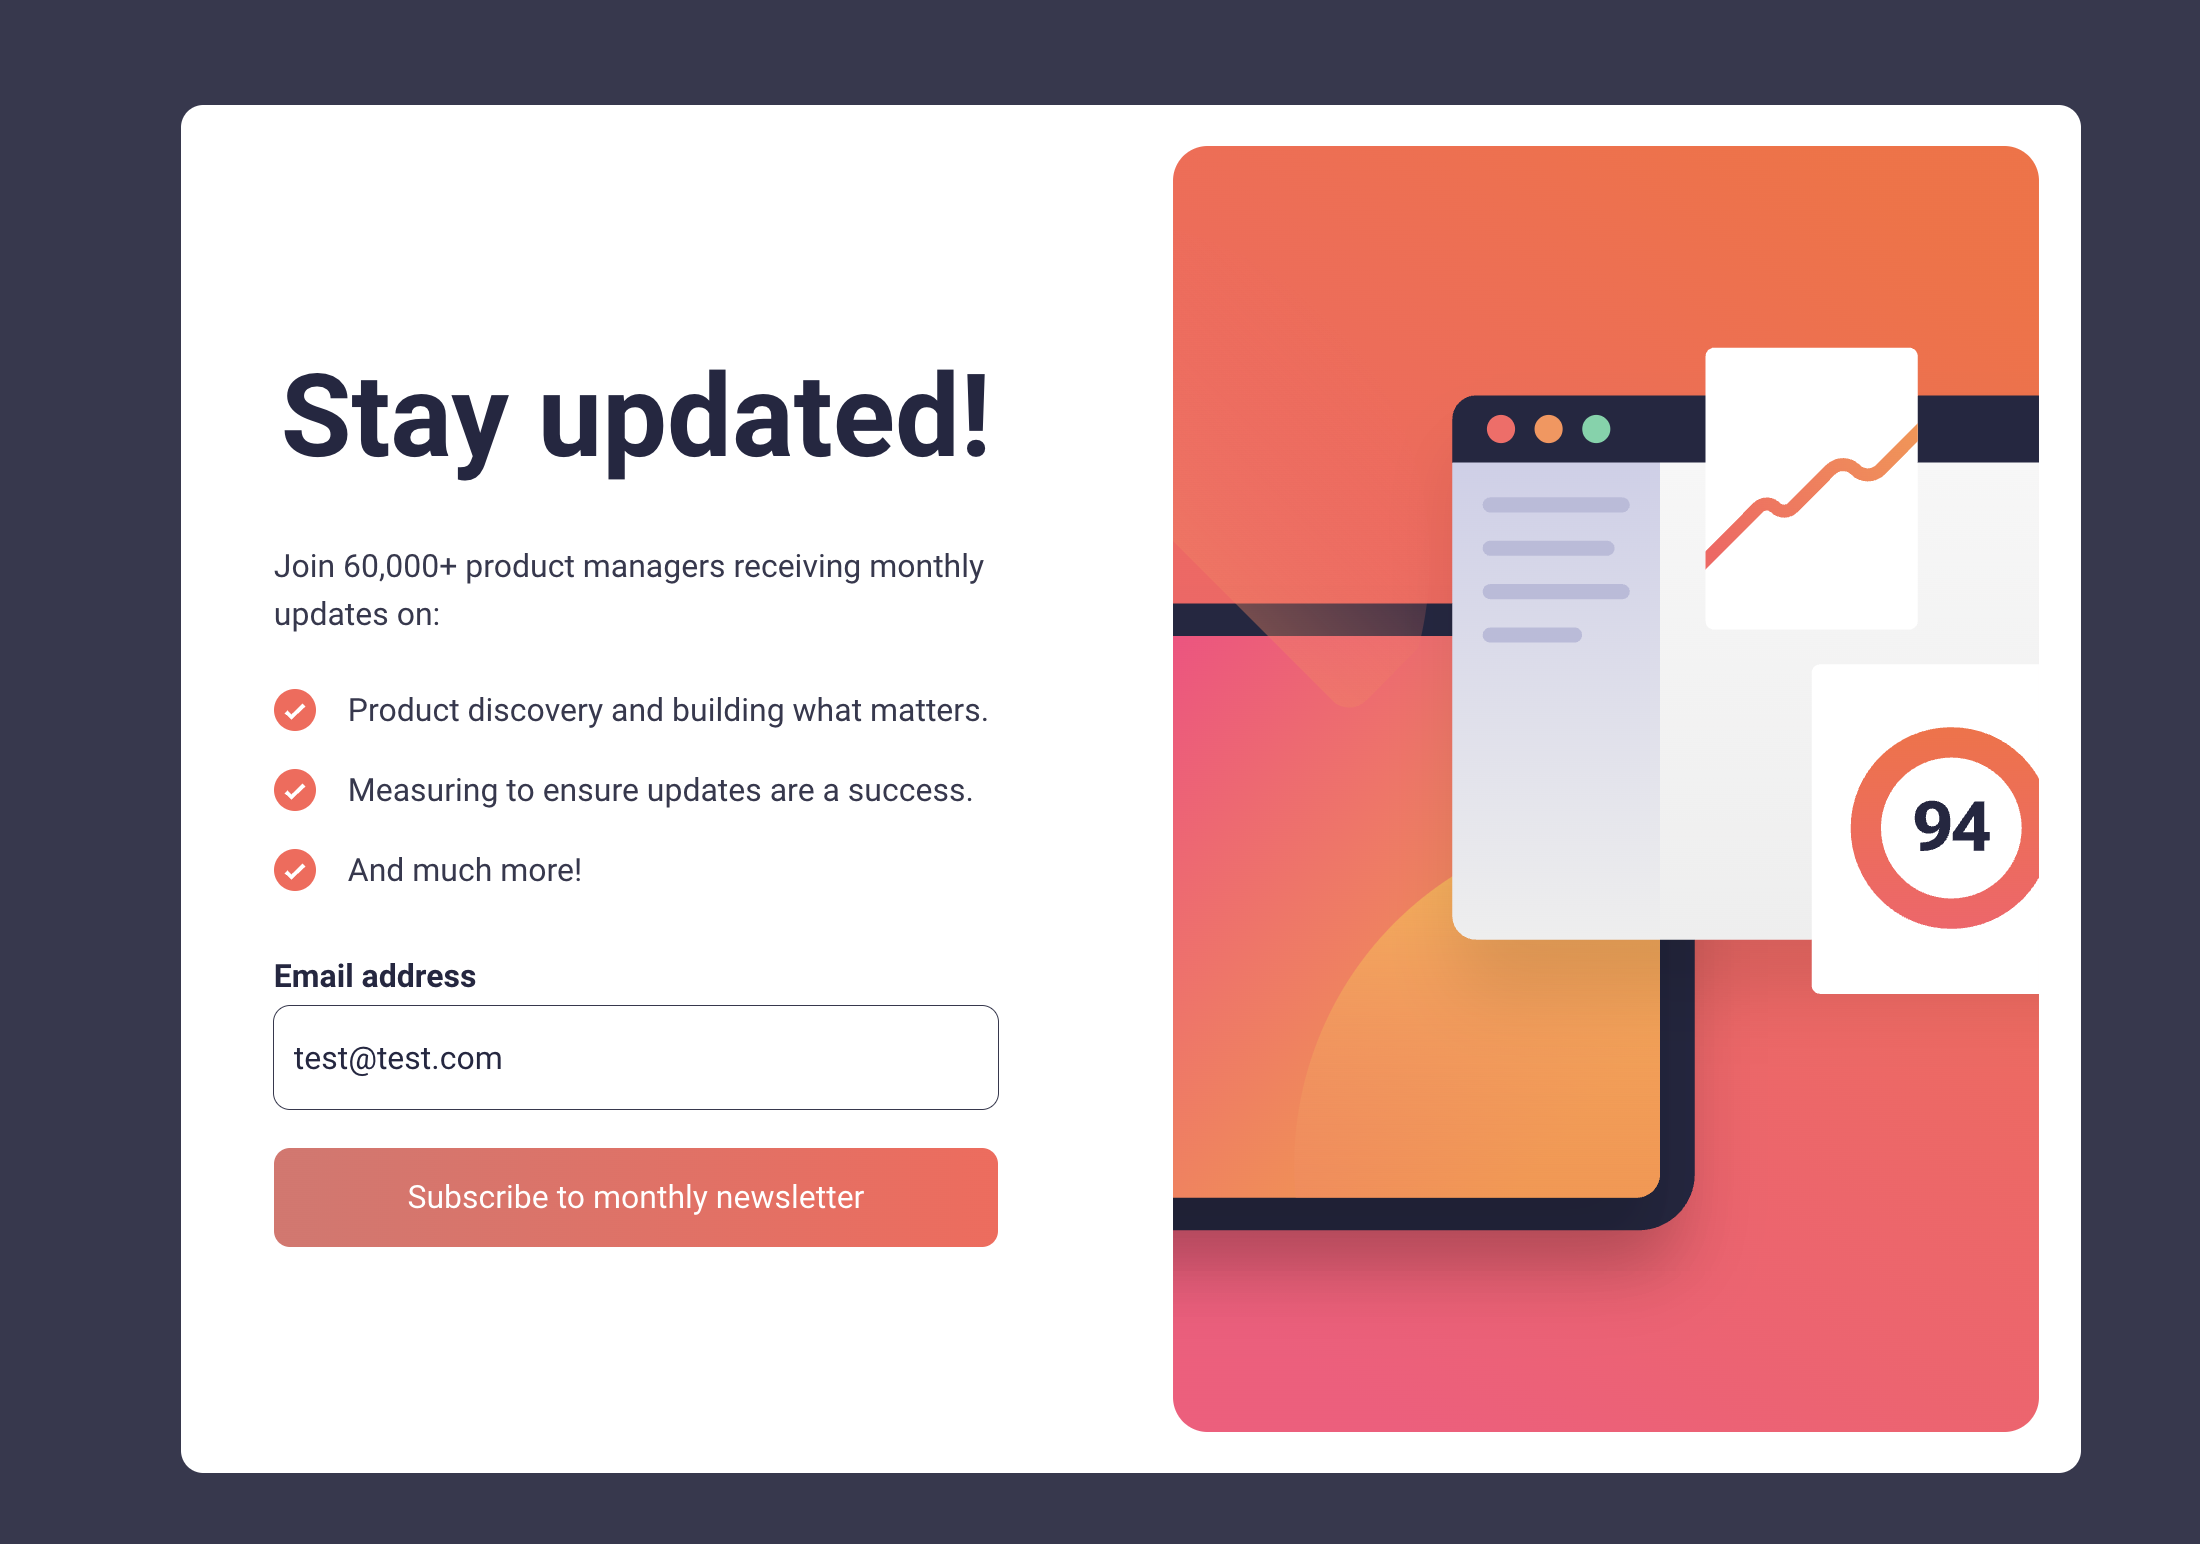 Stay updated!
Join 60,000+ product managers receiving monthly
updates on:
Product discovery and building what matters.
Measuring to ensure updates are a success.
And much more!
Email address
test@test.com
Subscribe to monthly newsletter
94